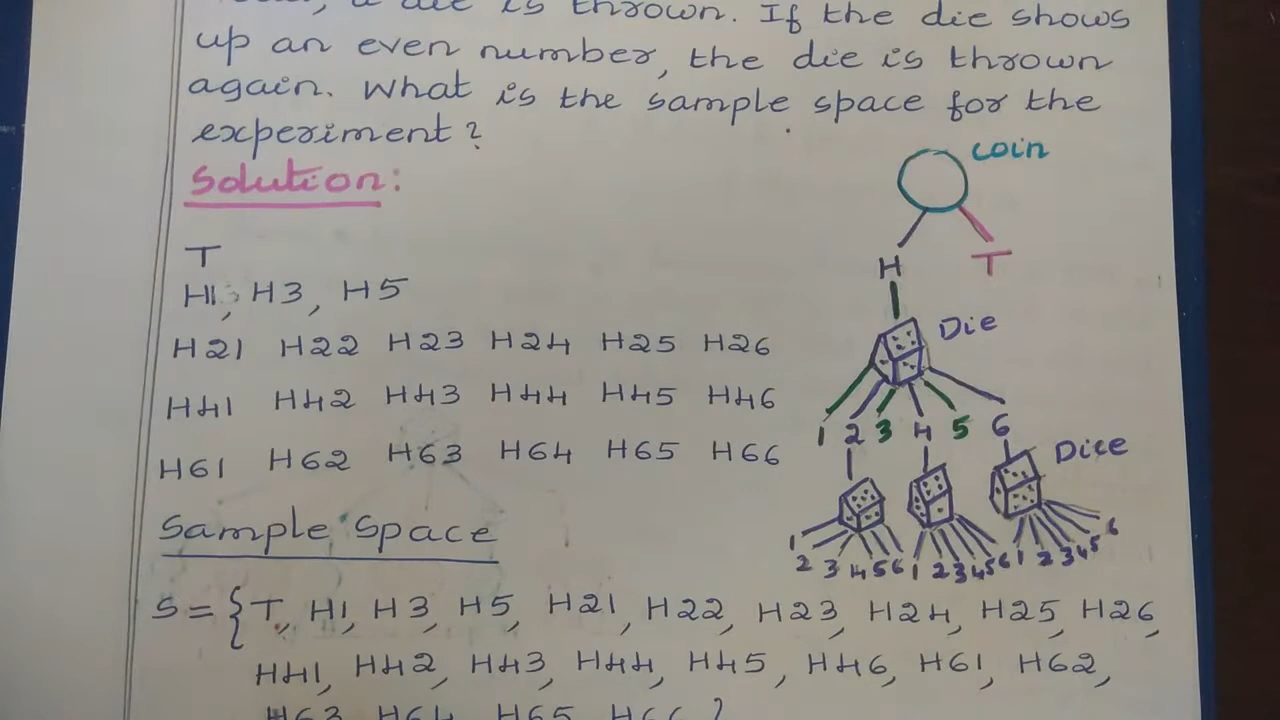 a die is thrown. If the die shows
up an even number, the die is thrown
again. What is the sample space for the
experiment?
Solution:
T
H1, H3, H5
H21 H22 H23 H24 H25 H26
H41 H42 H43 H44 H45 H46
H61 H62 H63 H64 H65 H66
Sample Space
S = {T, H1, H3, H5, H21, H22, H23, H24, H25, H26,
H41, H42, H43, H44, H45, H46, H61, H62,
H63 H64 H65 H66 }
coin
H T
Die
1 2 3 4 5 6
Dice
1 2 3 4 5 6 1 2 3 4 5 6 1 2 3 4 5 6